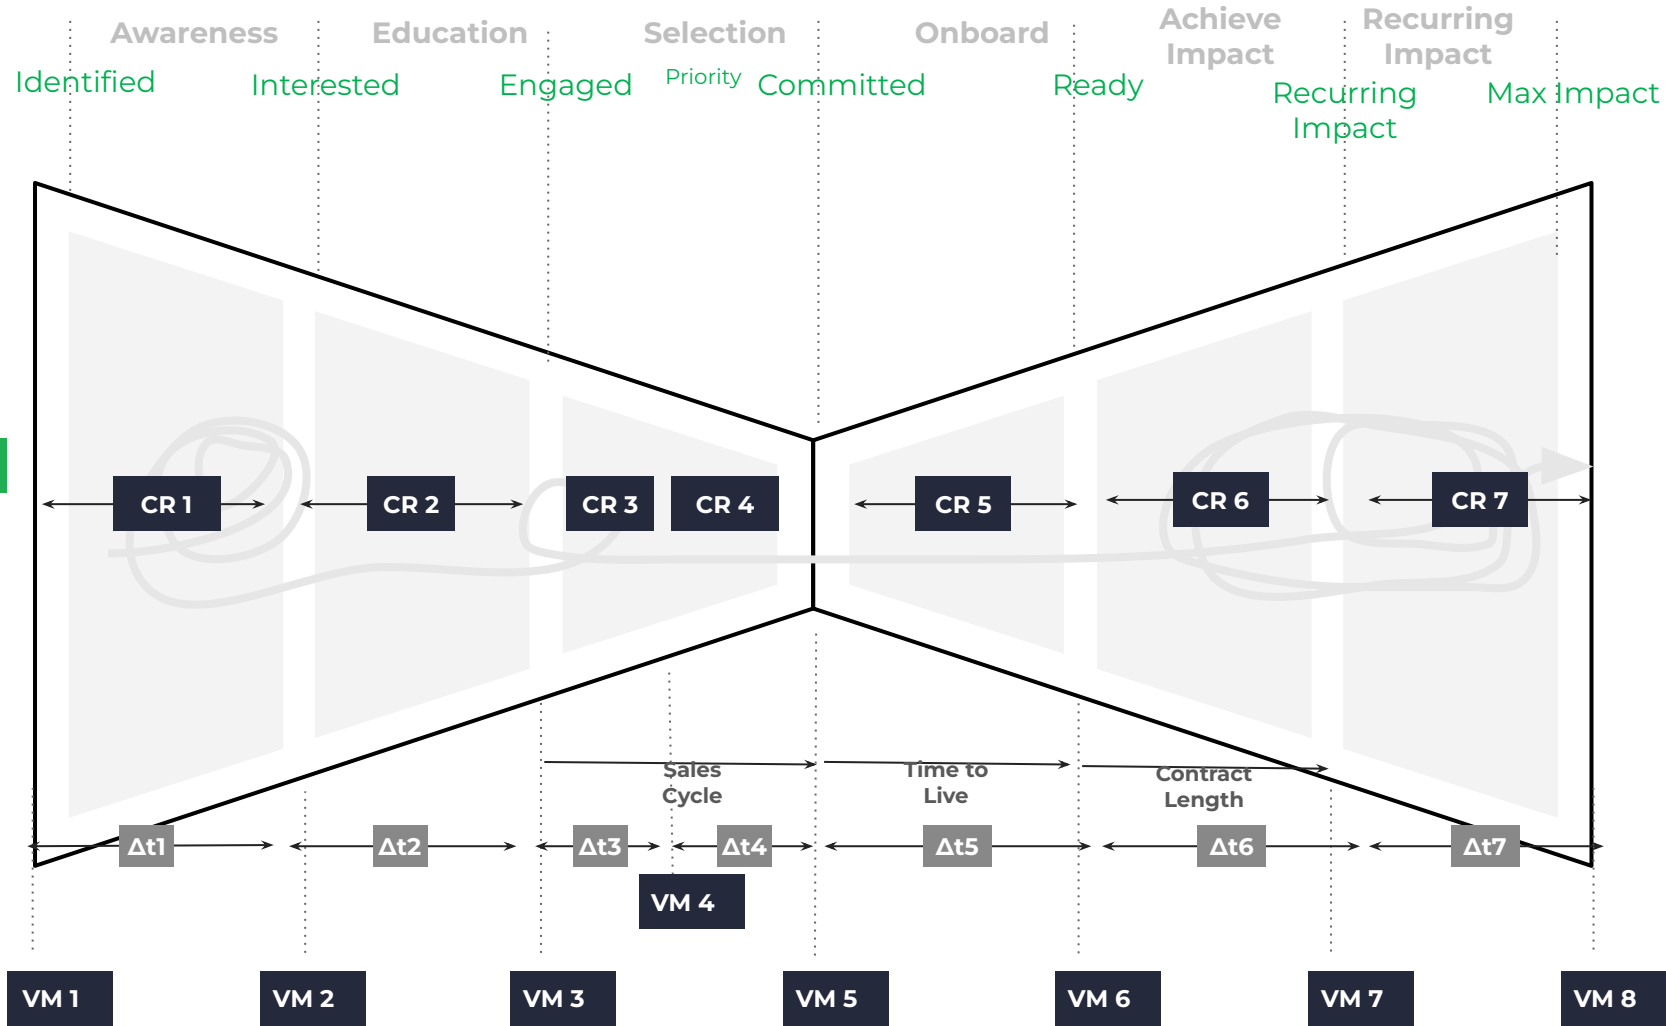 Awareness
Education
Selection
Onboard
Achieve
Impact
Recurring
Impact
Identified
Interested
Engaged
Priority
Committed
Ready
Recurring
Impact
Max Impact
CR 1
CR 2
CR 3
CR 4
CR 5
CR 6
CR 7
Sales
Cycle
Time to
Live
Contract
Length
Δt1
Δt2
Δt3
Δt4
Δt5
Δt6
Δt7
VM 4
VM 1
VM 2
VM 3
VM 5
VM 6
VM 7
VM 8